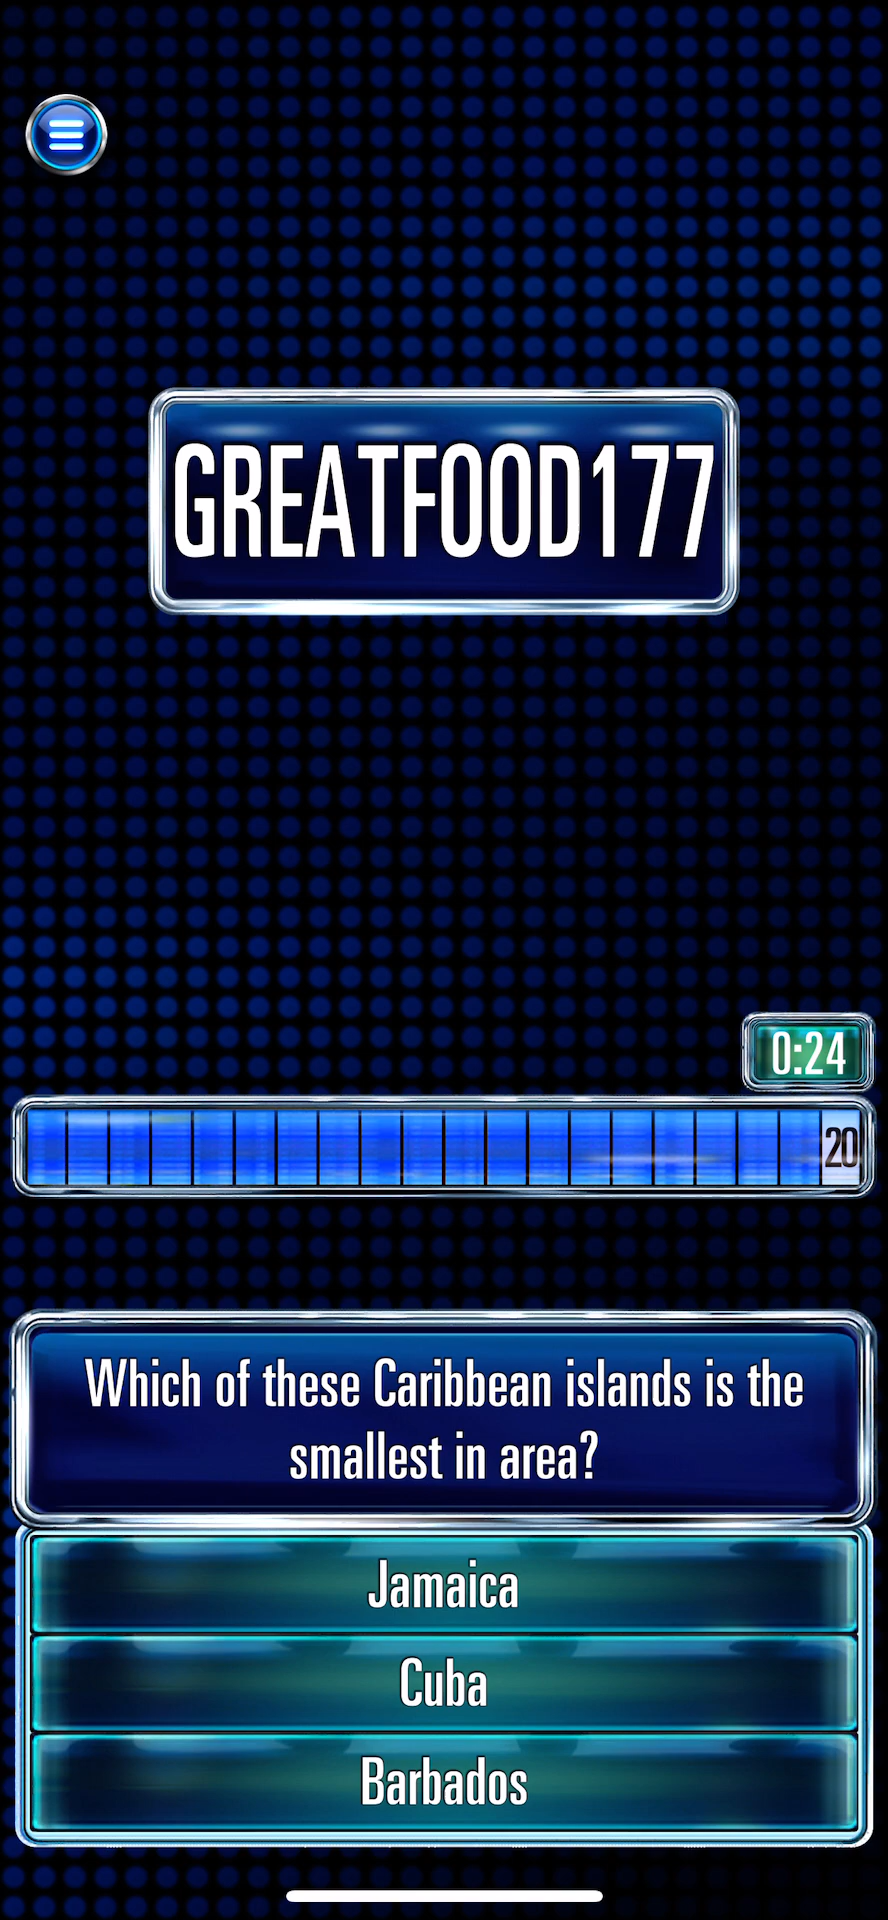 GREATFOOD177
0:24
20
Which of these Caribbean islands is the
smallest in area?
Jamaica
Cuba
Barbados